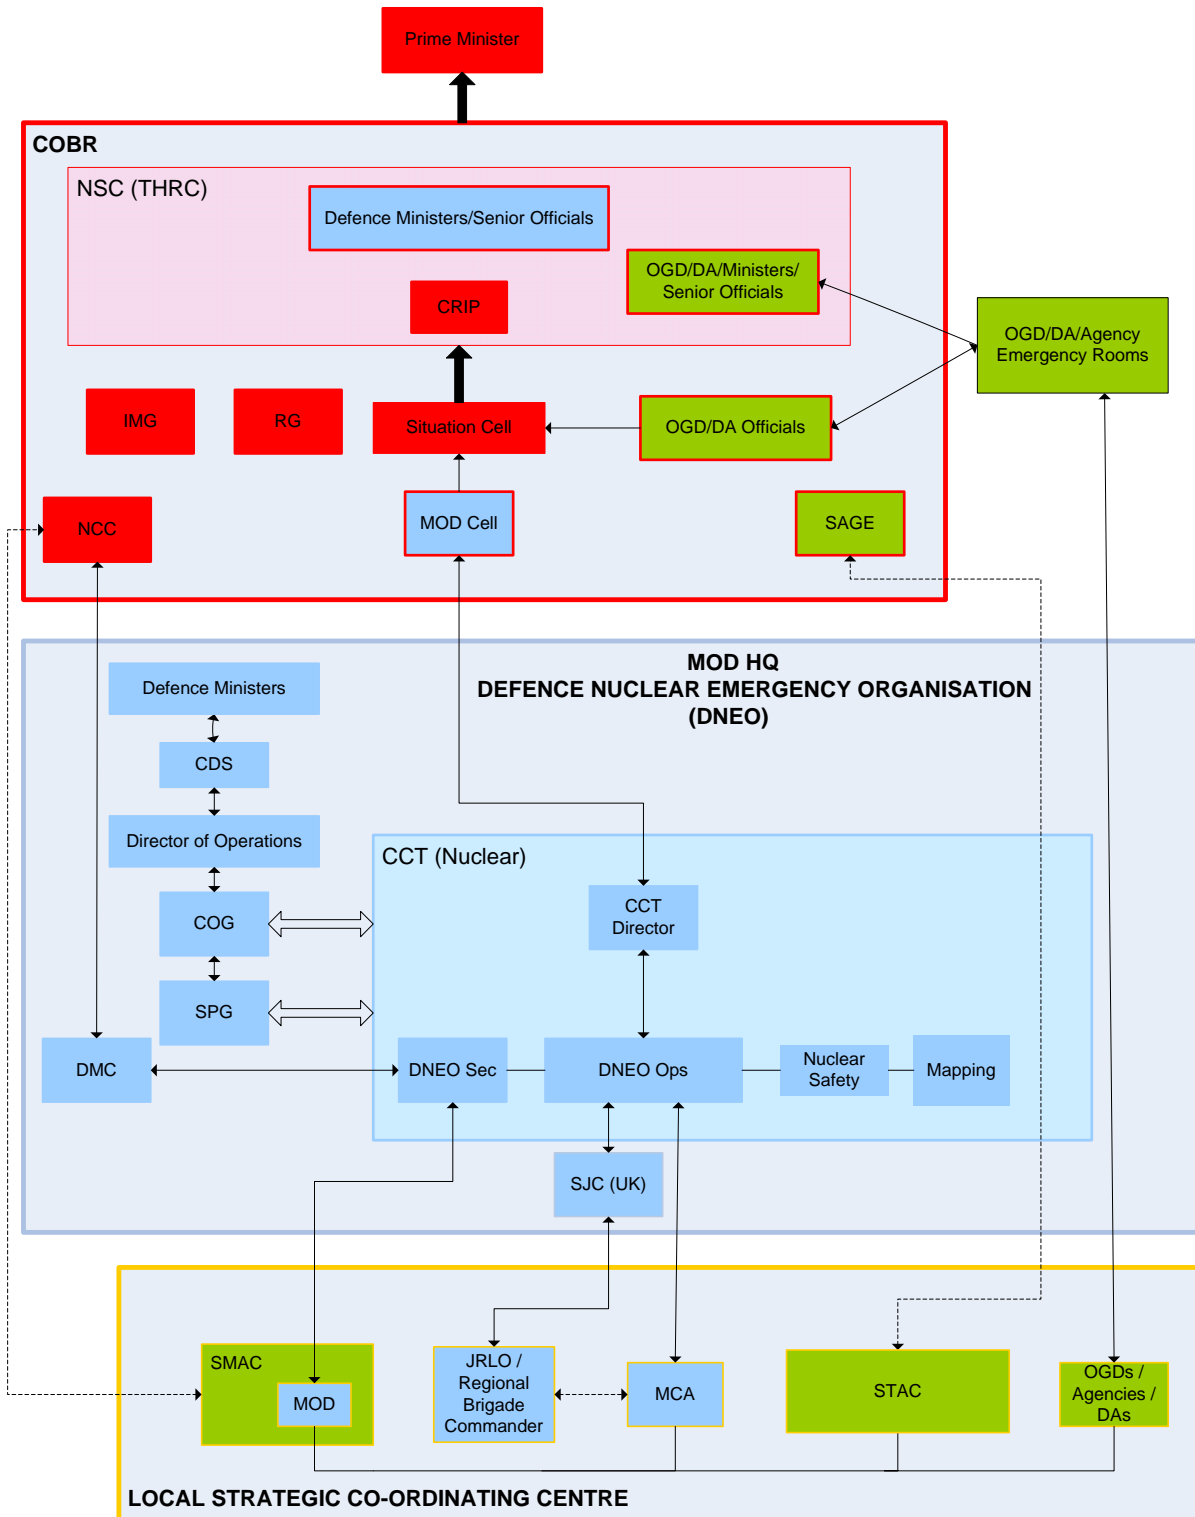 Prime Minister
COBR
NSC (THRC)
Defence Ministers/Senior Officials
OGD/DA/Ministers/
Senior Officials
CRIP
OGD/DA/Agency
Emergency Rooms
IMG
RG
Situation Cell
OGD/DA Officials
NCC
MOD Cell
SAGE
MOD HQ
DEFENCE NUCLEAR EMERGENCY ORGANISATION
(DNEO)
Defence Ministers
CDS
Director of Operations
CCT (Nuclear)
COG
CCT
Director
SPG
DMC
DNEO Sec
DNEO Ops
Nuclear
Safety
Mapping
SJC (UK)
SMAC
MOD
JRLO /
Regional
Brigade
Commander
MCA
STAC
OGDs /
Agencies /
DAs
LOCAL STRATEGIC CO-ORDINATING CENTRE